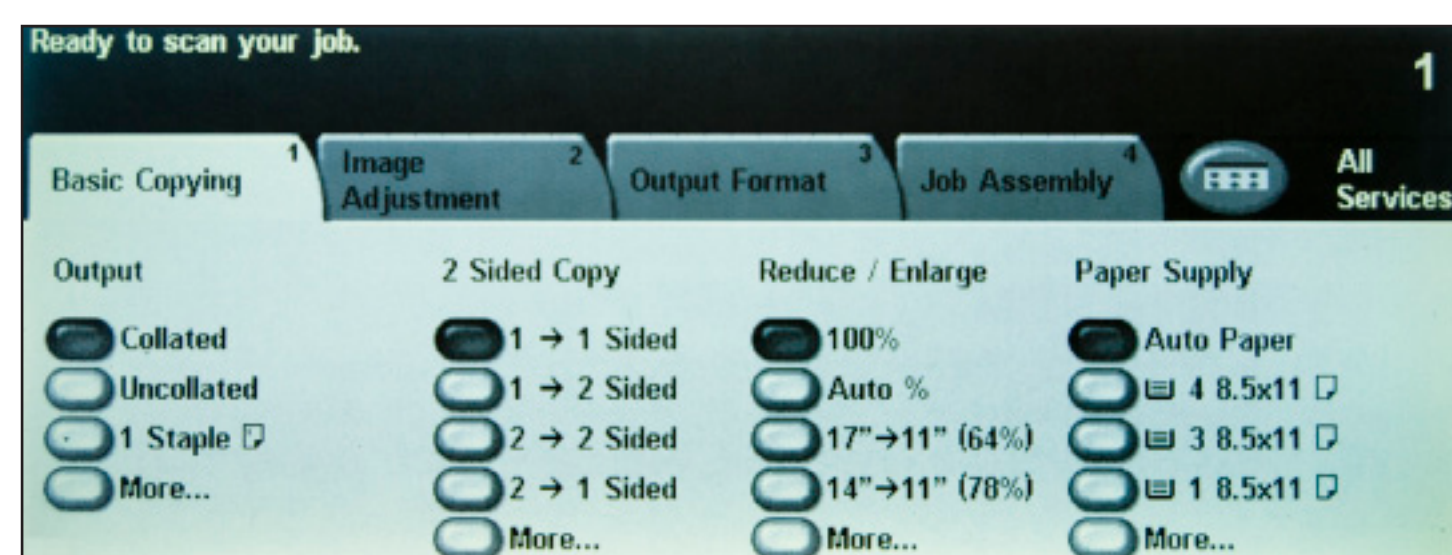 Ready to scan your job.
1
Basic Copying 1
Image Adjustment 2
Output Format 3
Job Assembly 4
All Services
Output
Collated
Uncollated
1 Staple
More...
2 Sided Copy
1 → 1 Sided
1 → 2 Sided
2 → 2 Sided
2 → 1 Sided
More...
Reduce / Enlarge
100%
Auto %
17"→11" (64%)
14"→11" (78%)
More...
Paper Supply
Auto Paper
4 8.5x11
3 8.5x11
1 8.5x11
More...